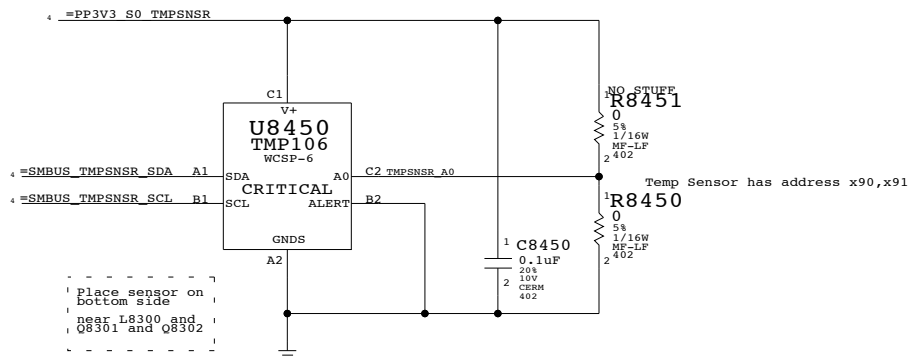 4 =PP3V3 S0 TMPSNSR
C1
V+
U8450
TMP106
WCSP-6
4 =SMBUS_TMPSNSR_SDA A1 SDA
A0 C2 TMPSNSR_A0
CRITICAL
4 =SMBUS_TMPSNSR_SCL B1 SCL
ALERT B2
GNDS
A2
NO STUFF
1 R8451
0
5%
1/16W
MF-LF
2 402
Temp Sensor has address x90,x91
1 R8450
0
5%
1/16W
MF-LF
2 402
1 C8450
0.1uF
20%
2 10V
CERM
402
Place sensor on
bottom side
near L8300 and
Q8301 and Q8302